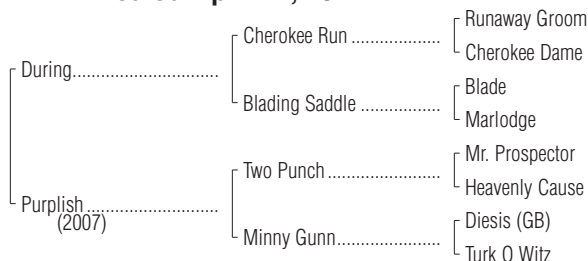 Runaway Groom
Cherokee Run
Cherokee Dame
During
Blade
Blading Saddle
Marlodge
Mr. Prospector
Two Punch
Heavenly Cause
Purplish
(2007)
Diesis (GB)
Minny Gunn
Turk O Witz